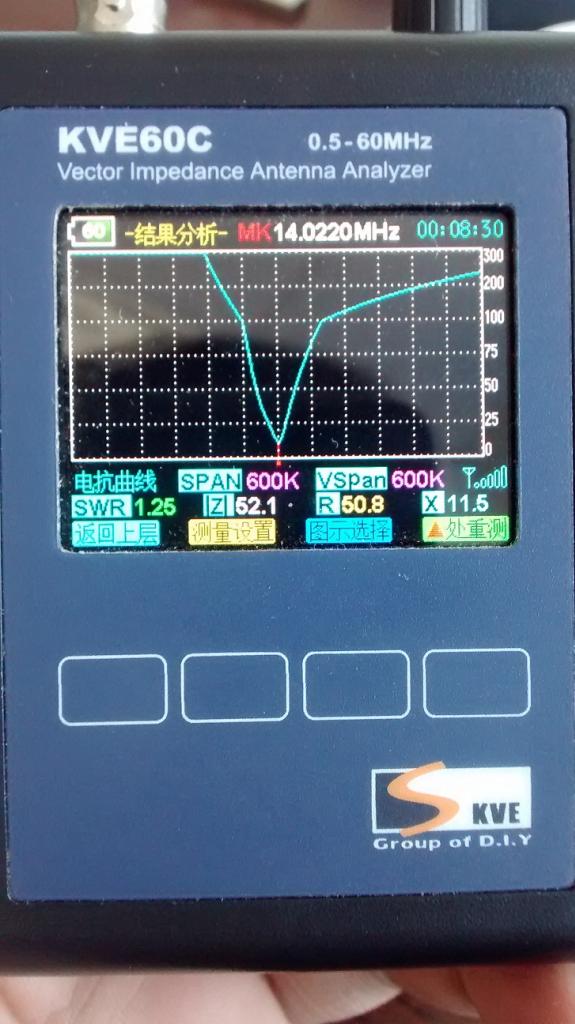 KVE60C 0.5-60MHz
Vector Impedance Antenna Analyzer
60 -结果分析- MK 14.0220MHz 00:08:30
300
200
100
75
50
25
0
电抗曲线 SPAN 600K VSpan 600K
SWR 1.25 |Z| 52.1 R 50.8 X 11.5
返回上层 测量设置 图示选择 ▲处重测
S KVE
Group of D.I.Y